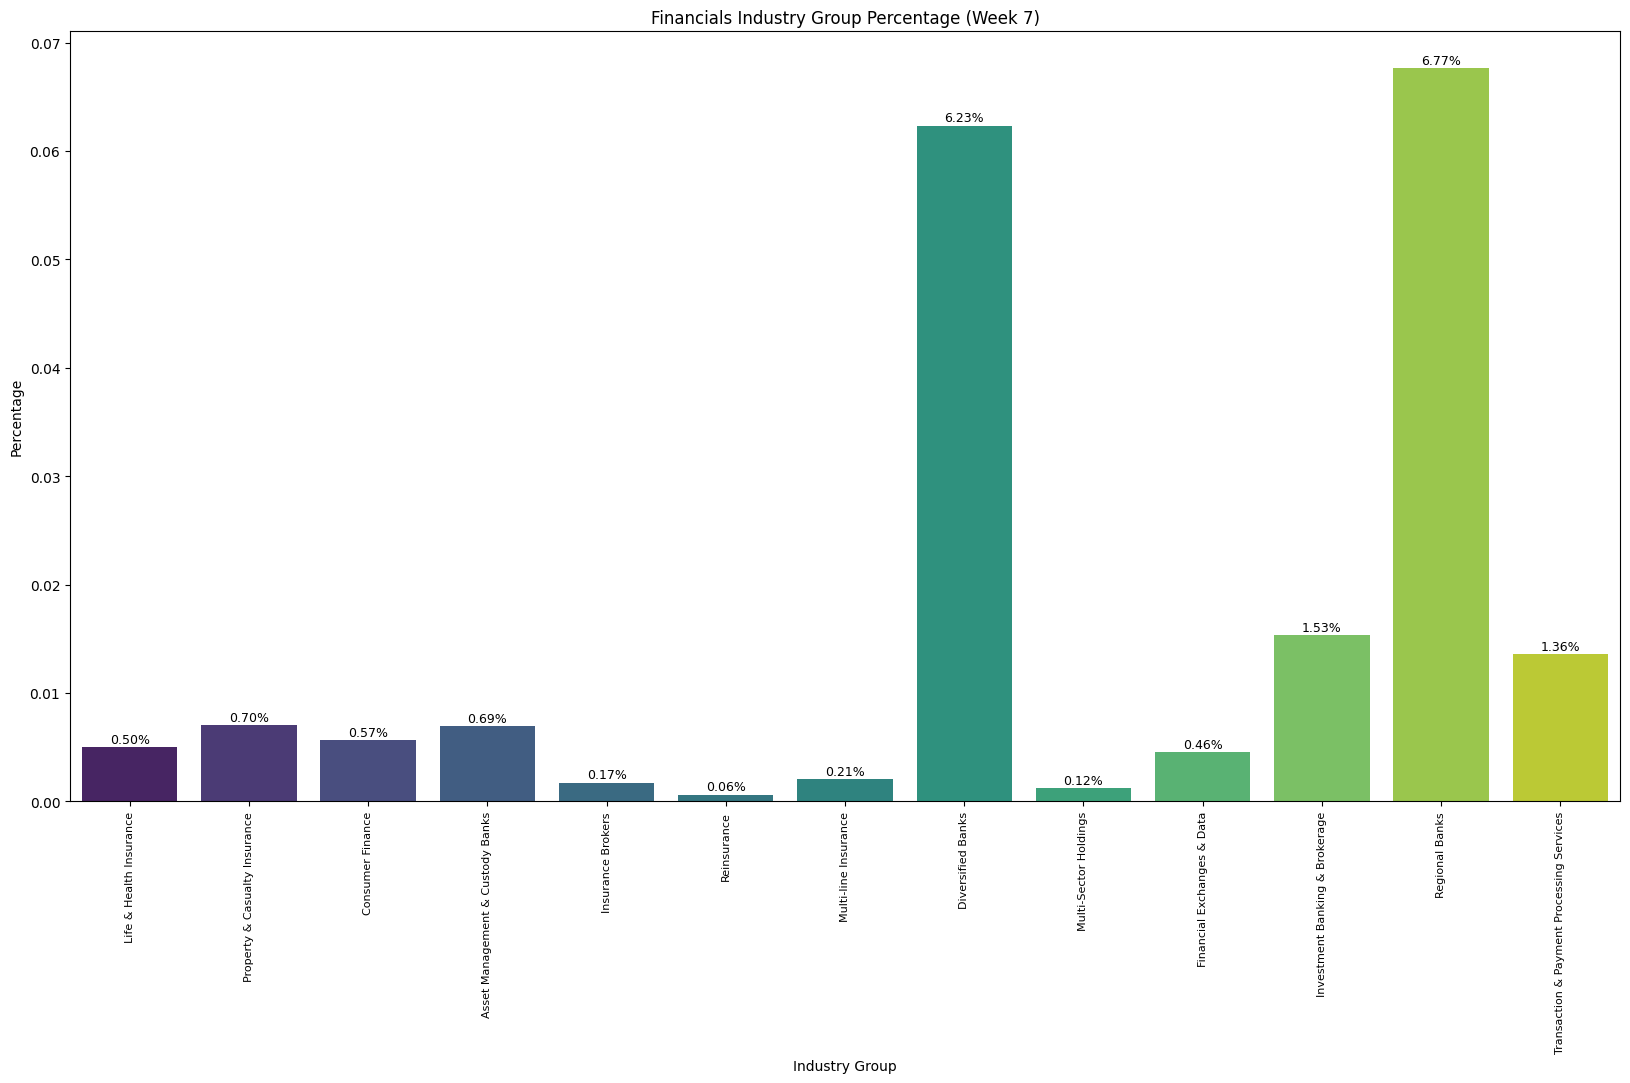 Financials Industry Group Percentage (Week 7)
Percentage
0.07
0.06
0.05
0.04
0.03
0.02
0.01
0.00
0.50%
0.70%
0.57%
0.69%
0.17%
0.06%
0.21%
6.23%
0.12%
0.46%
1.53%
6.77%
1.36%
Life & Health Insurance
Property & Casualty Insurance
Consumer Finance
Asset Management & Custody Banks
Insurance Brokers
Reinsurance
Multi-line Insurance
Diversified Banks
Multi-Sector Holdings
Financial Exchanges & Data
Investment Banking & Brokerage
Regional Banks
Transaction & Payment Processing Services
Industry Group